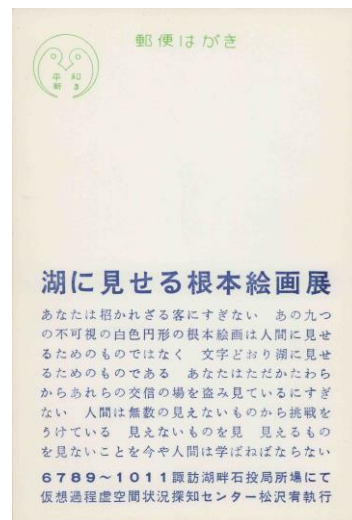 郵便はがき
平和
新3
湖に見せる根本絵画展
あなたは招かれざる客にすぎない　あの九つ
の不可視の白色円形の根本絵画は人間に見せ
るためのものではなく　文字どおり湖に見せ
るためのものである　あなたはただかたわら
からあれらの交信の場を盗み見ているにすぎ
ない　人間は無数の見えないものから挑戦を
うけている　見えないものを見　見えるもの
を見ないことを今や人間は学ばねばならない
6789〜1011諏訪湖畔石投局所場にて
仮想過程虚空間状況探知センター松沢宥執行